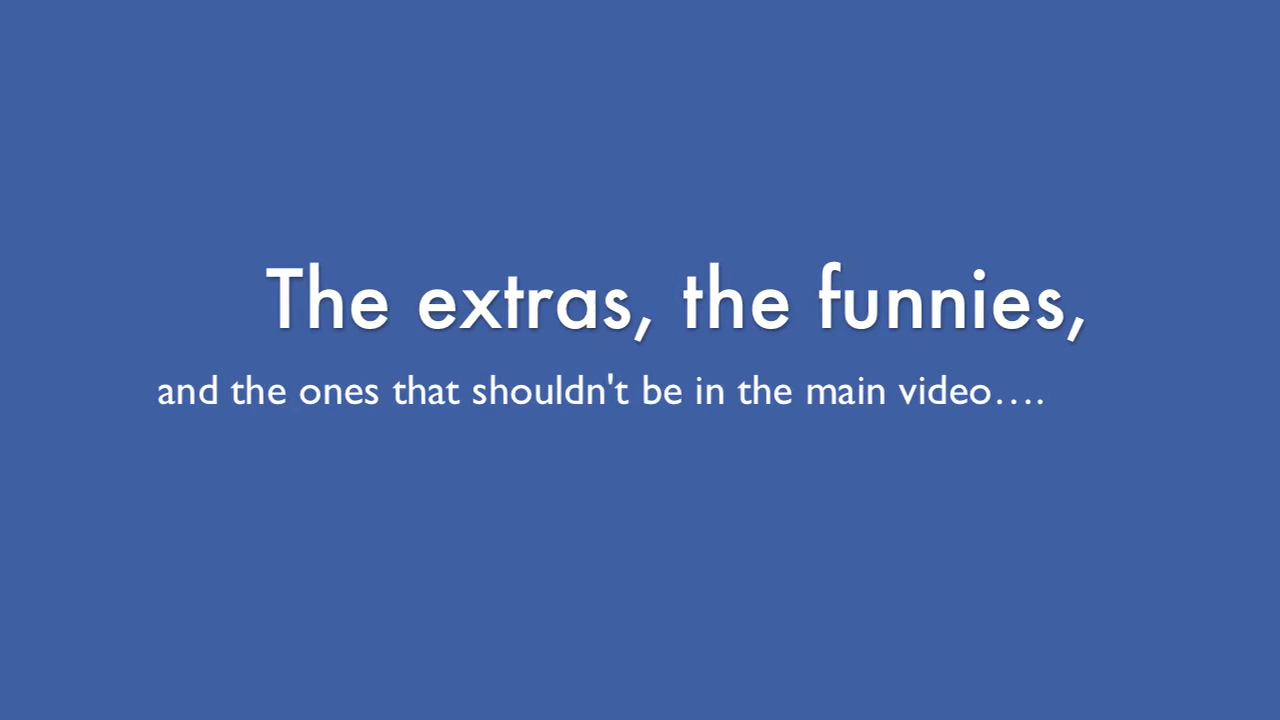 The extras, the funnies,
and the ones that shouldn't be in the main video….